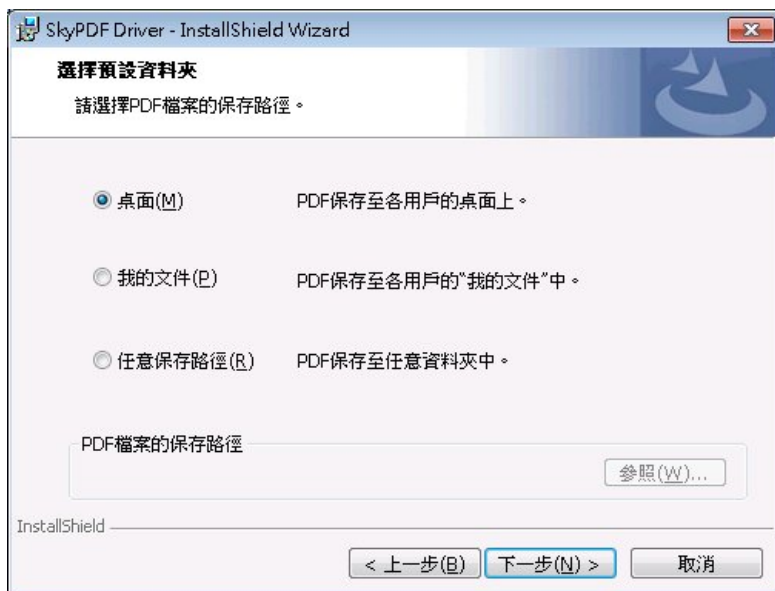 SkyPDF Driver - InstallShield Wizard
選擇預設資料夾
請選擇PDF檔案的保存路徑。
桌面(M) PDF保存至各用戶的桌面上。
我的文件(P) PDF保存至各用戶的"我的文件"中。
任意保存路徑(R) PDF保存至任意資料夾中。
PDF檔案的保存路徑
參照(W)...
InstallShield
< 上一步(B) 下一步(N) > 取消